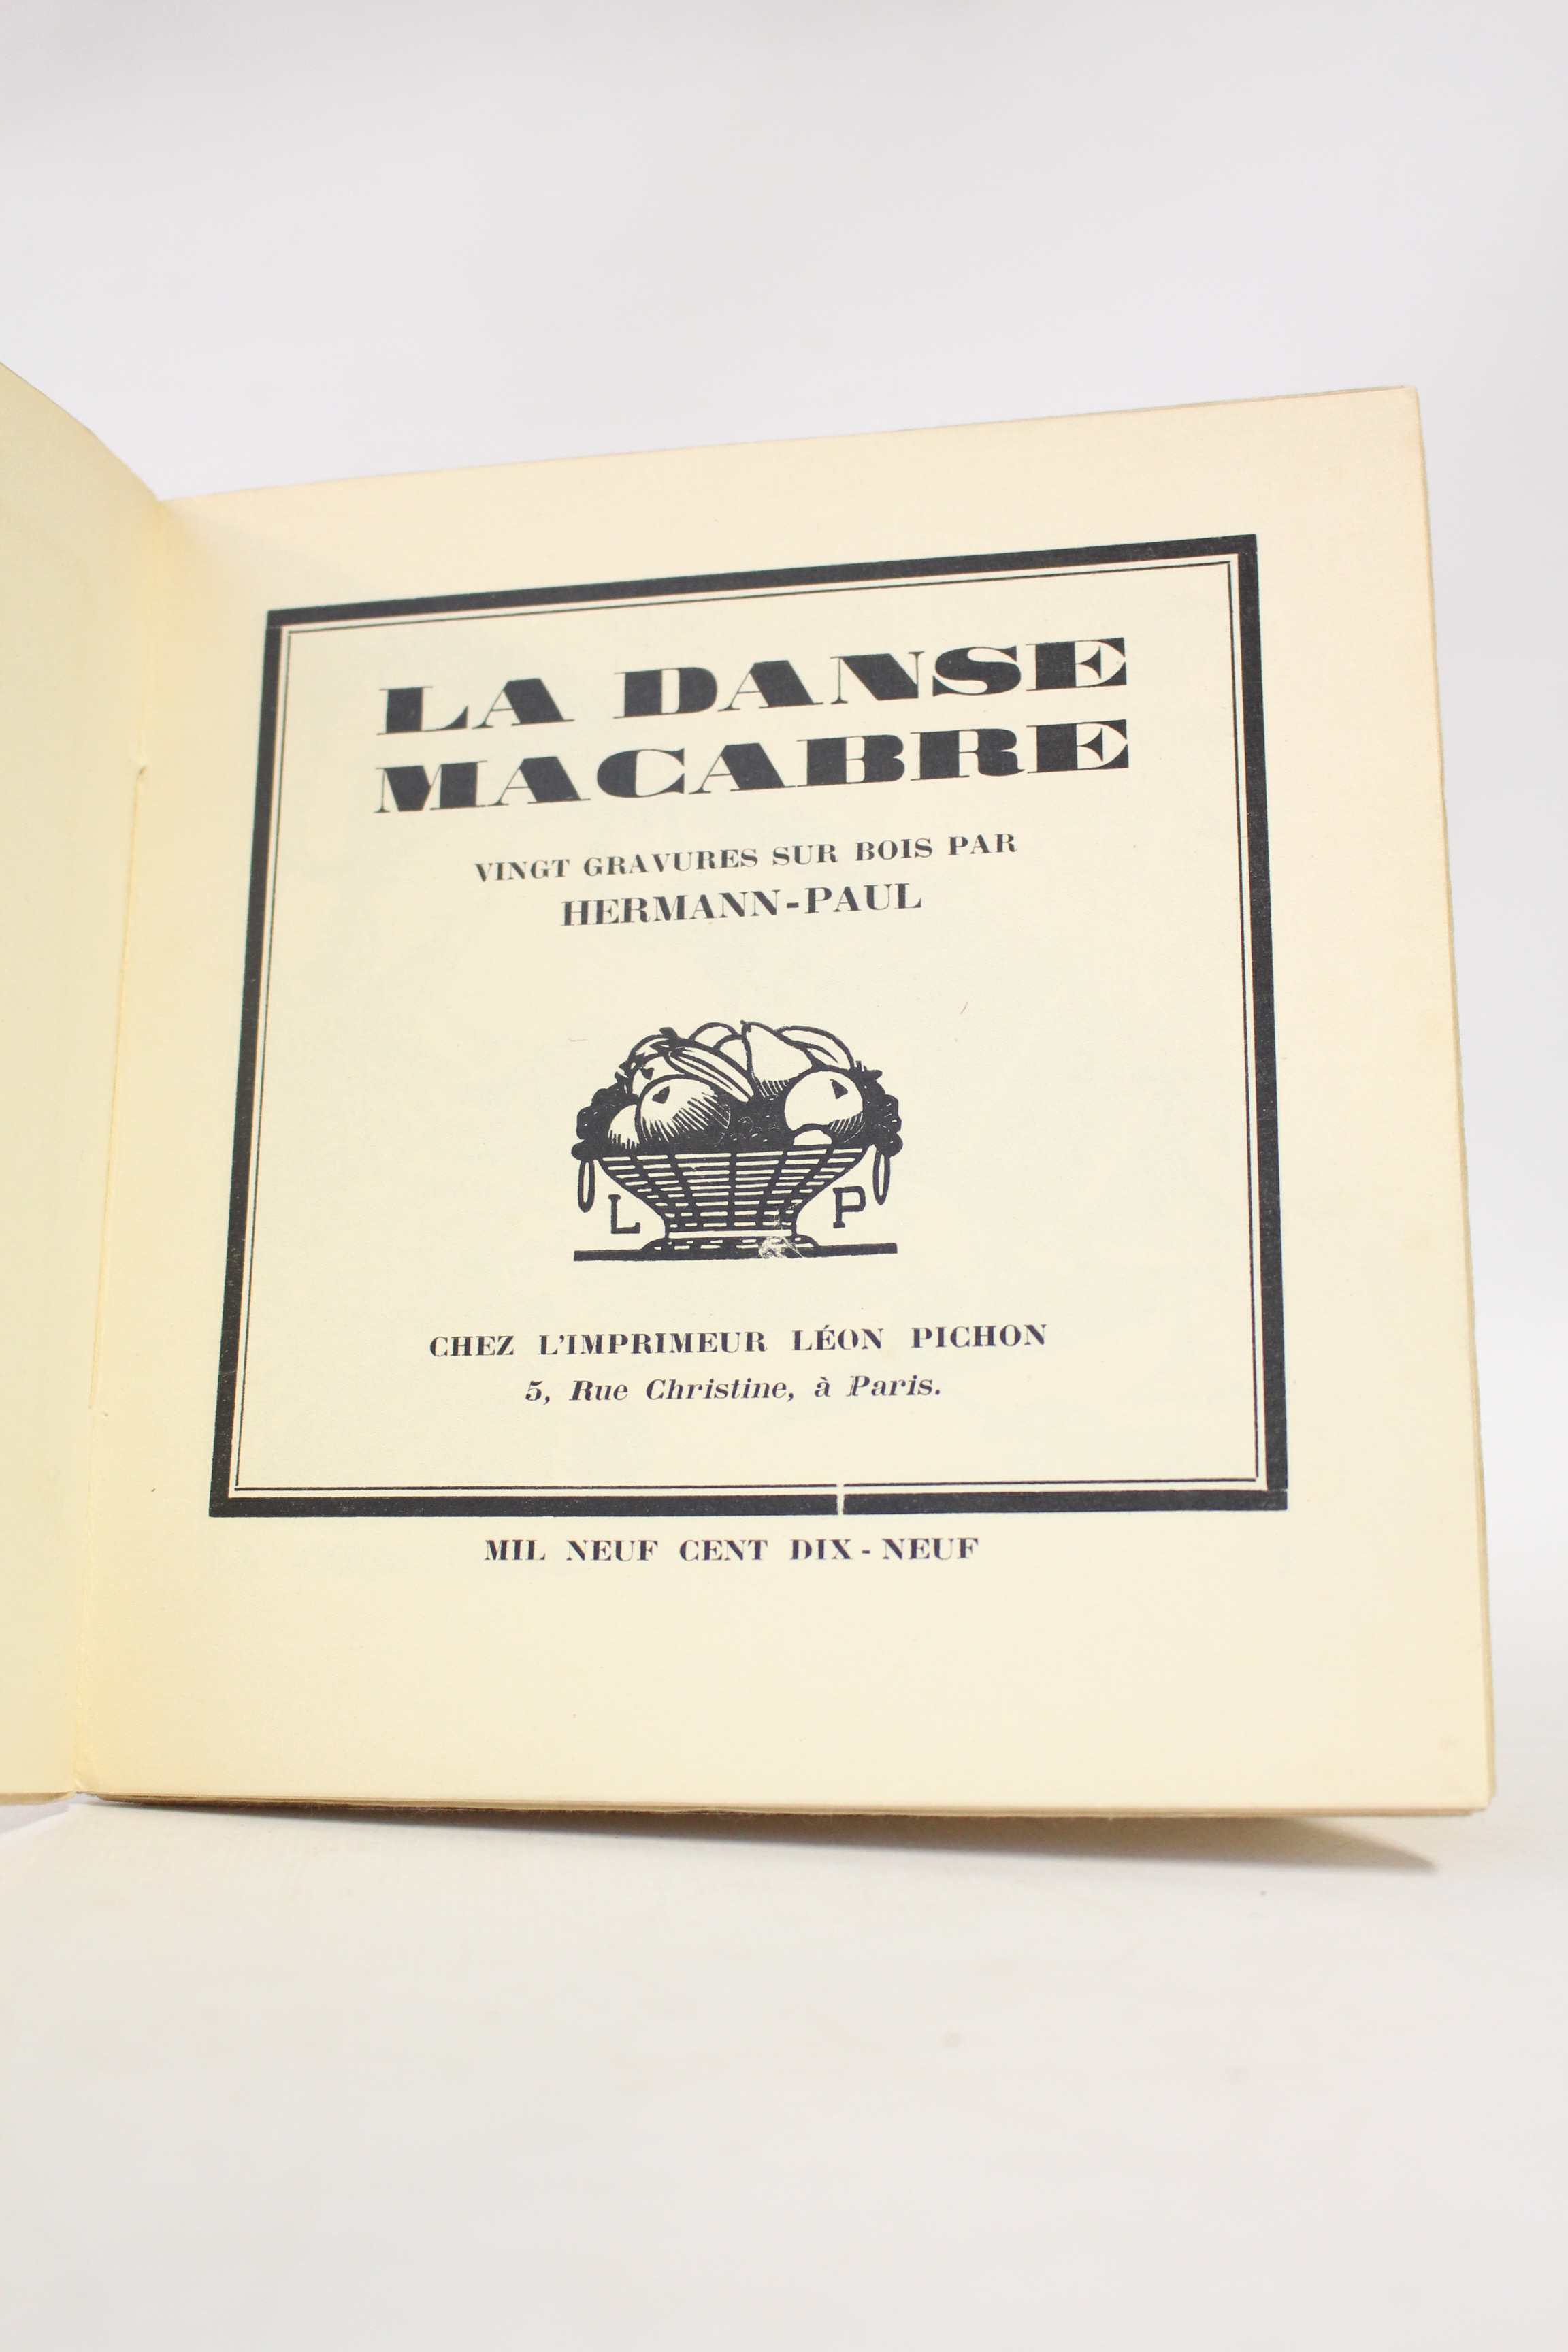 LA DANSE
MACABRE
VINGT GRAVURES SUR BOIS PAR
HERMANN-PAUL
L P
CHEZ L'IMPRIMEUR LÉON PICHON
5, Rue Christine, à Paris.
MIL NEUF CENT DIX-NEUF